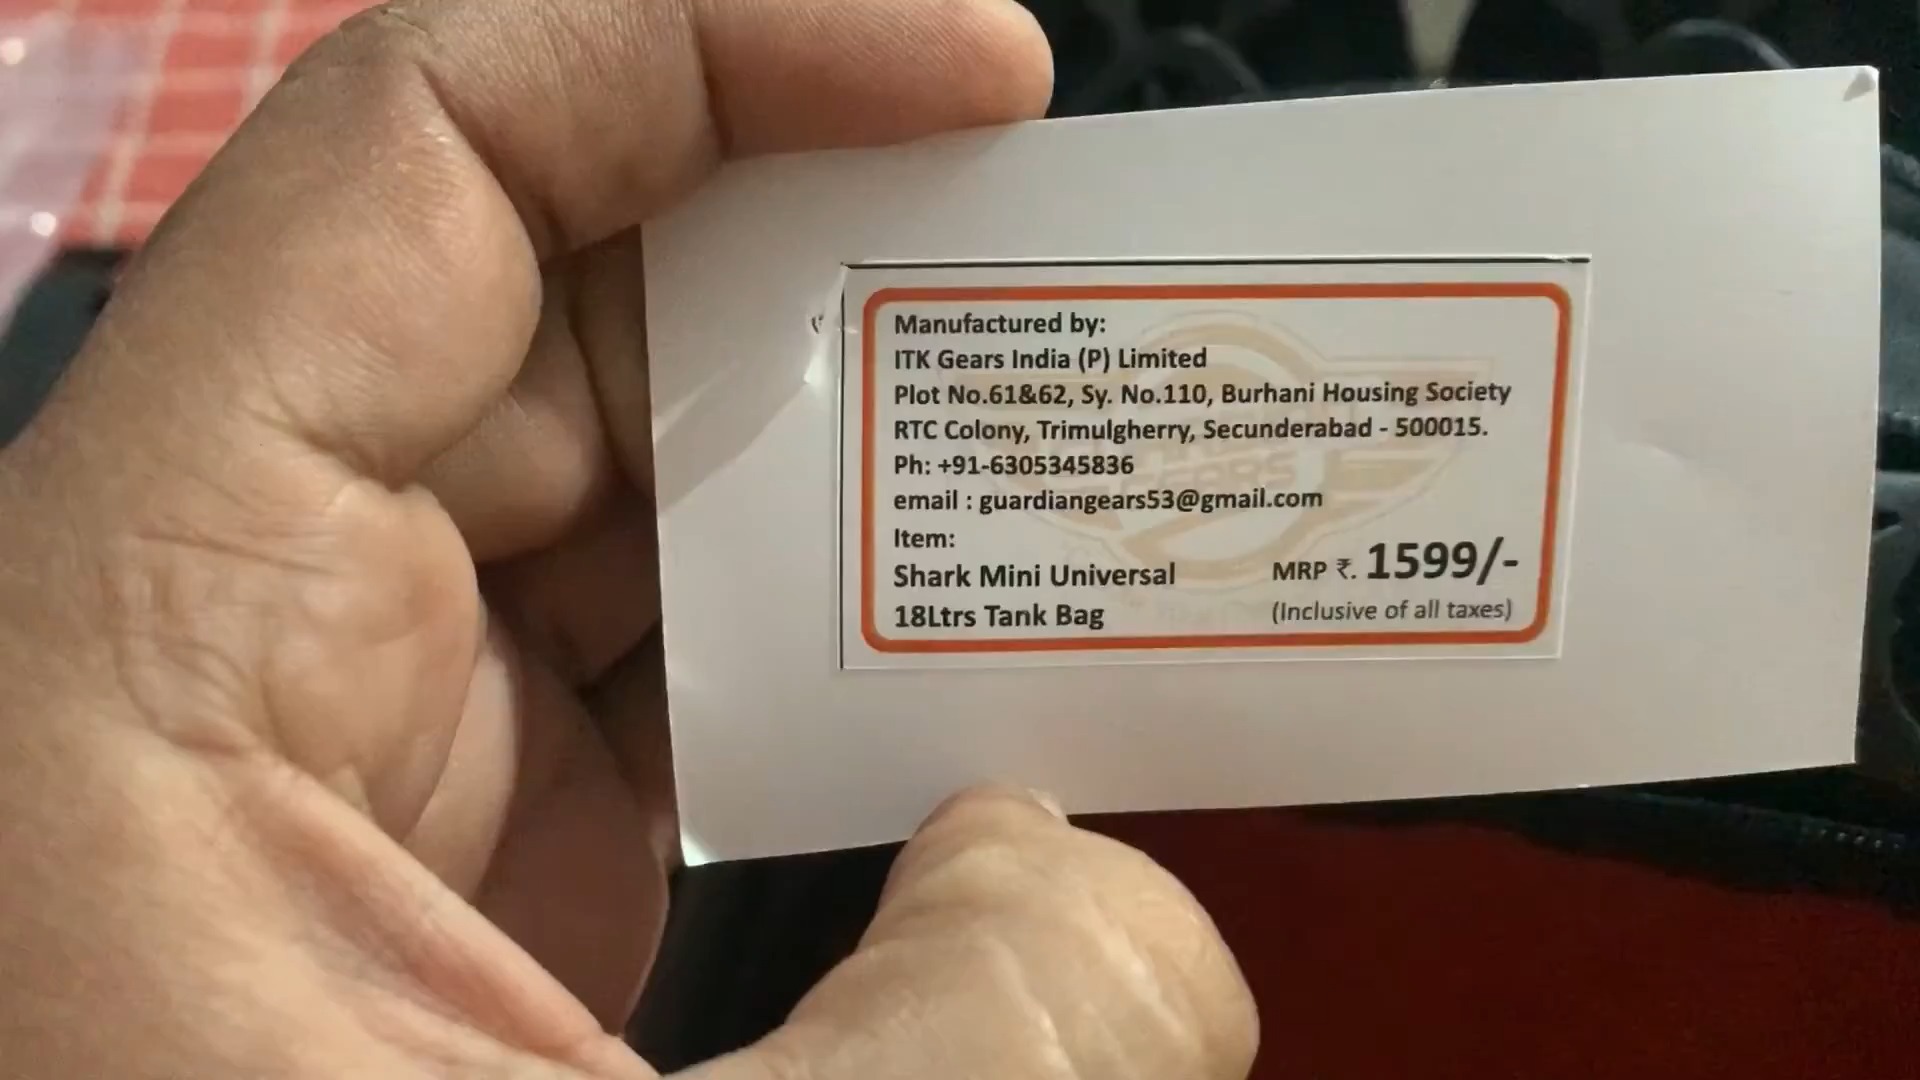 Manufactured by:
ITK Gears India (P) Limited
Plot No.61&62, Sy. No.110, Burhani Housing Society
RTC Colony, Trimulgherry, Secunderabad - 500015.
Ph: +91-6305345836
email : guardiangears53@gmail.com
Item:
Shark Mini Universal
18Ltrs Tank Bag
MRP ₹. 1599/-
(Inclusive of all taxes)
GEARS